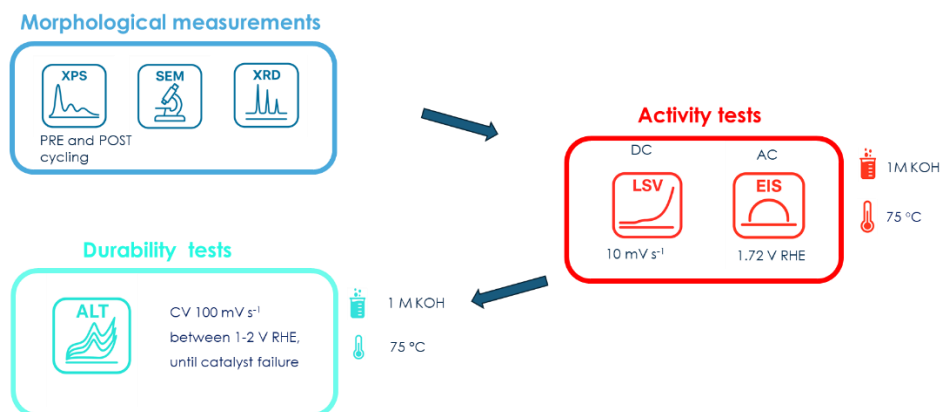 Morphological measurements
XPS
SEM
XRD
PRE and POST
cycling
Activity tests
DC
AC
LSV
EIS
10 mV s⁻¹
1.72 V RHE
1M KOH
75 °C
Durability tests
ALT
CV 100 mV s⁻¹
between 1-2 V RHE,
until catalyst failure
1 M KOH
75 °C